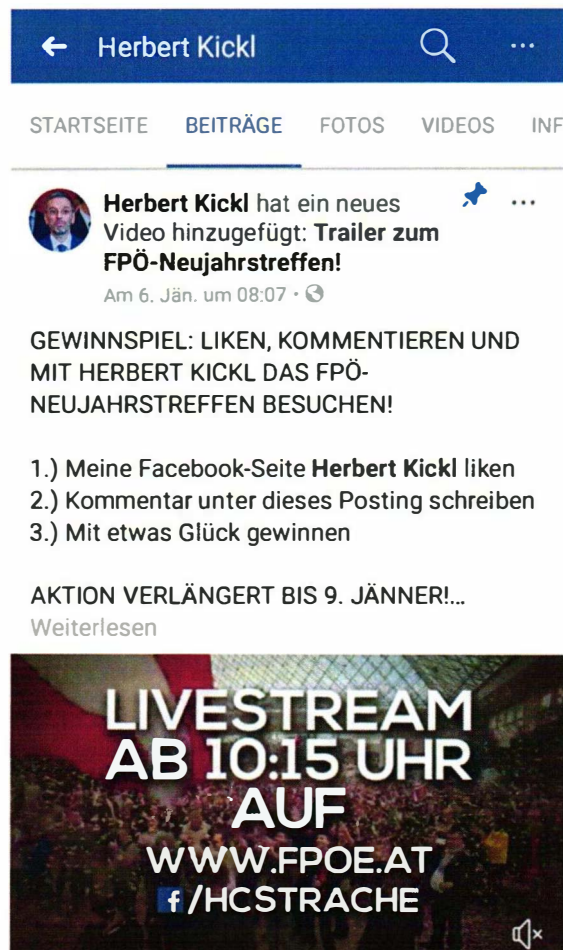 Herbert Kickl
STARTSEITE BEITRÄGE FOTOS VIDEOS INF
Herbert Kickl hat ein neues
Video hinzugefügt: Trailer zum
FPÖ-Neujahrstreffen!
Am 6. Jän. um 08:07 ·
GEWINNSPIEL: LIKEN, KOMMENTIEREN UND
MIT HERBERT KICKL DAS FPÖ-
NEUJAHRSTREFFEN BESUCHEN!
1.) Meine Facebook-Seite Herbert Kickl liken
2.) Kommentar unter dieses Posting schreiben
3.) Mit etwas Glück gewinnen
AKTION VERLÄNGERT BIS 9. JÄNNER!...
Weiterlesen
LIVESTREAM
AB 10:15 UHR
AUF
WWW.FPOE.AT
f/HCSTRACHE